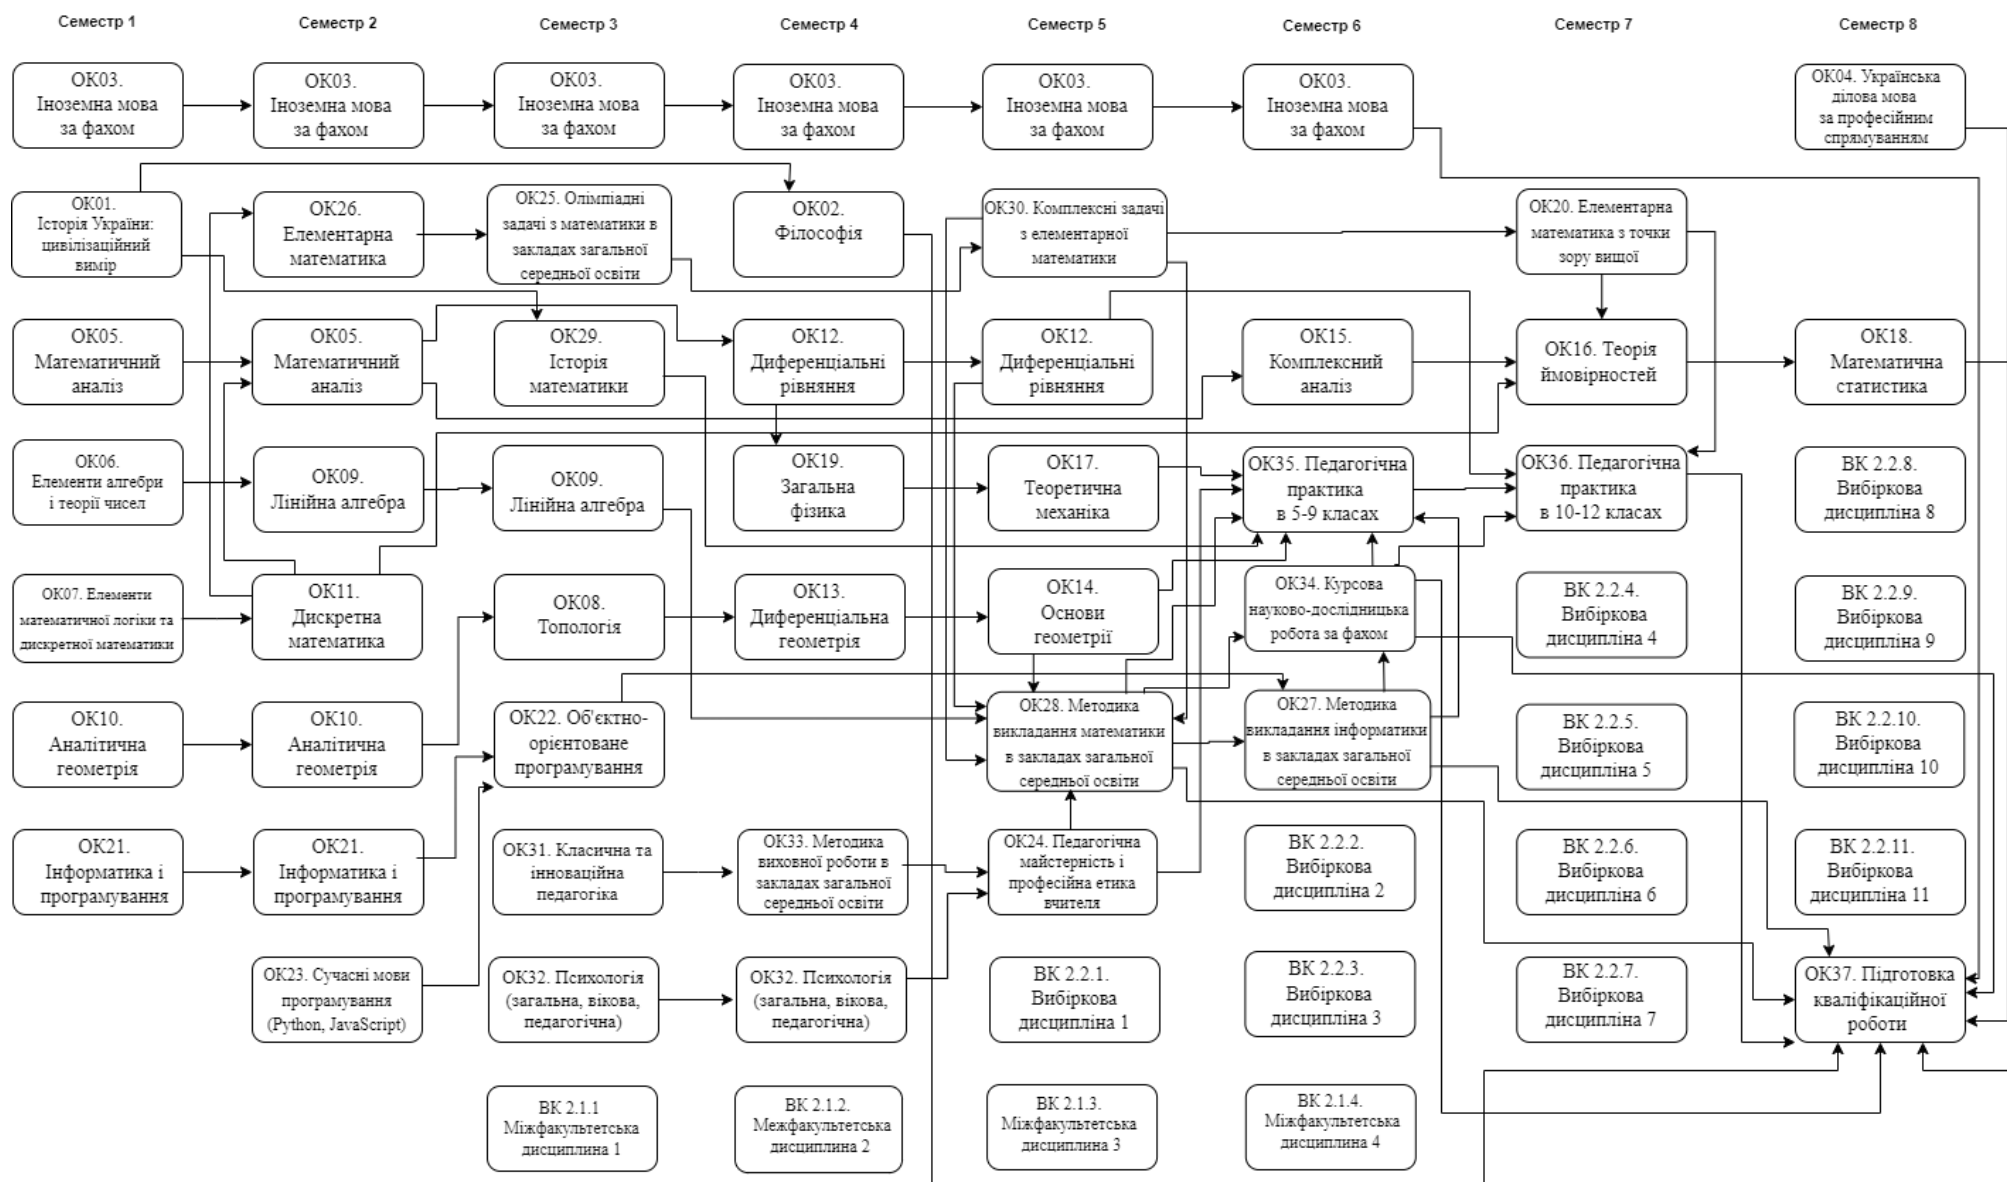 Семестр 1
Семестр 2
Семестр 3
Семестр 4
Семестр 5
Семестр 6
Семестр 7
Семестр 8
ОК03.
Іноземна мова
за фахом
ОК03.
Іноземна мова
за фахом
ОК03.
Іноземна мова
за фахом
ОК03.
Іноземна мова
за фахом
ОК03.
Іноземна мова
за фахом
ОК03.
Іноземна мова
за фахом
ОК04. Українська
ділова мова
за професійним
спрямуванням
ОК01.
Історія України:
цивілізаційний
вимір
ОК26.
Елементарна
математика
ОК25. Олімпіадні
задачі з математики в
закладах загальної
середньої освіти
ОК02.
Філософія
ОК30. Комплексні задачі
з елементарної
математики
ОК20. Елементарна
математика з точки
зору вищої
ОК05.
Математичний
аналіз
ОК05.
Математичний
аналіз
ОК29.
Історія
математики
ОК12.
Диференціальні
рівняння
ОК12.
Диференціальні
рівняння
ОК15.
Комплексний
аналіз
ОК16. Теорія
ймовірностей
ОК18.
Математична
статистика
ОК06.
Елементи алгебри
і теорії чисел
ОК09.
Лінійна алгебра
ОК09.
Лінійна алгебра
ОК19.
Загальна
фізика
ОК17.
Теоретична
механіка
ОК35. Педагогічна
практика
в 5-9 класах
ОК36. Педагогічна
практика
в 10-12 класах
ВК 2.2.8.
Вибіркова
дисципліна 8
ОК07. Елементи
математичної логіки та
дискретної математики
ОК11.
Дискретна
математика
ОК08.
Топологія
ОК13.
Диференціальна
геометрія
ОК14.
Основи
геометрії
ОК34. Курсова
науково-дослідницька
робота за фахом
ВК 2.2.4.
Вибіркова
дисципліна 4
ВК 2.2.9.
Вибіркова
дисципліна 9
ОК10.
Аналітична
геометрія
ОК10.
Аналітична
геометрія
ОК22. Об'єктно-
орієнтоване
програмування
ОК28. Методика
викладання математики
в закладах загальної
середньої освіти
ОК27. Методика
викладання інформатики
в закладах загальної
середньої освіти
ВК 2.2.5.
Вибіркова
дисципліна 5
ВК 2.2.10.
Вибіркова
дисципліна 10
ОК21.
Інформатика і
програмування
ОК21.
Інформатика і
програмування
ОК31. Класична та
інноваційна
педагогіка
ОК33. Методика
виховної роботи в
закладах загальної
середньої освіти
ОК24. Педагогічна
майстерність і
професійна етика
вчителя
ВК 2.2.2.
Вибіркова
дисципліна 2
ВК 2.2.6.
Вибіркова
дисципліна 6
ВК 2.2.11.
Вибіркова
дисципліна 11
ОК23. Сучасні мови
програмування
(Python, JavaScript)
ОК32. Психологія
(загальна, вікова,
педагогічна)
ОК32. Психологія
(загальна, вікова,
педагогічна)
ВК 2.2.1.
Вибіркова
дисципліна 1
ВК 2.2.3.
Вибіркова
дисципліна 3
ВК 2.2.7.
Вибіркова
дисципліна 7
ОК37. Підготовка
кваліфікаційної
роботи
ВК 2.1.1
Міжфакультетська
дисциплина 1
ВК 2.1.2.
Межфакультетська
дисциплина 2
ВК 2.1.3.
Міжфакультетська
дисциплина 3
ВК 2.1.4.
Міжфакультетська
дисциплина 4